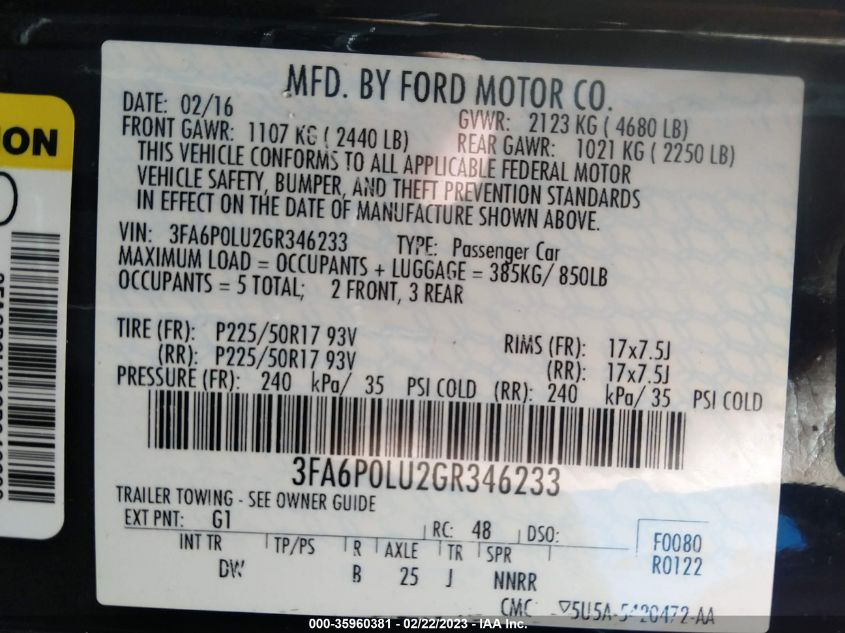 MFD. BY FORD MOTOR CO.
DATE: 02/16 GVWR: 2123 KG ( 4680 LB)
FRONT GAWR: 1107 KG ( 2440 LB) REAR GAWR: 1021 KG ( 2250 LB)
THIS VEHICLE CONFORMS TO ALL APPLICABLE FEDERAL MOTOR
VEHICLE SAFETY, BUMPER, AND THEFT PREVENTION STANDARDS
IN EFFECT ON THE DATE OF MANUFACTURE SHOWN ABOVE.
VIN: 3FA6P0LU2GR346233 TYPE: Passenger Car
MAXIMUM LOAD = OCCUPANTS + LUGGAGE = 385KG/ 850LB
OCCUPANTS = 5 TOTAL; 2 FRONT, 3 REAR
TIRE (FR): P225/50R17 93V RIMS (FR): 17x7.5J
(RR): P225/50R17 93V (RR): 17x7.5J
PRESSURE (FR): 240 kPa/ 35 PSI COLD (RR): 240 kPa/ 35 PSI COLD
3FA6P0LU2GR346233
TRAILER TOWING - SEE OWNER GUIDE
EXT PNT: G1 RC: 48 DSO: F0080
INT TR TP/PS R AXLE TR SPR R0122
DW B 25 J NNRR
CMC 5U5A-5420472-AA
000-35960381 - 02/22/2023 - IAA Inc.